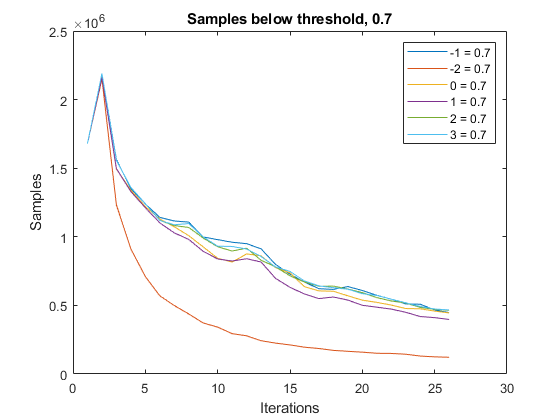 Samples below threshold, 0.7
×10^6
2.5
2
1.5
1
0.5
0
Samples
0 5 10 15 20 25 30
Iterations
-1 = 0.7
-2 = 0.7
0 = 0.7
1 = 0.7
2 = 0.7
3 = 0.7